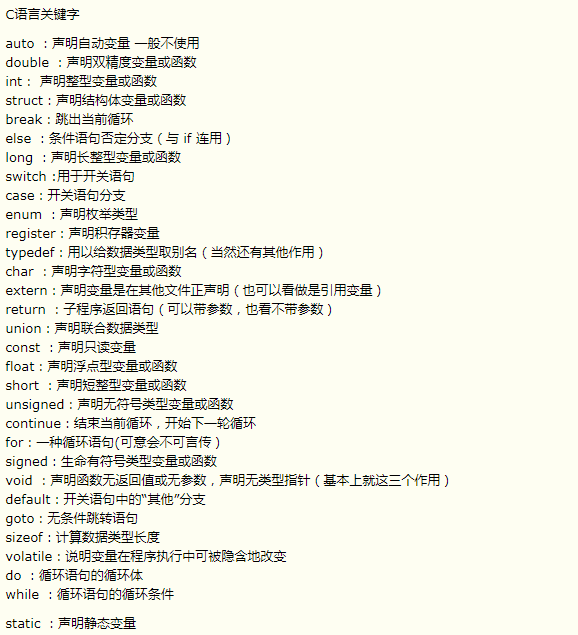 C语言关键字
auto ：声明自动变量 一般不使用
double ：声明双精度变量或函数
int： 声明整型变量或函数
struct：声明结构体变量或函数
break：跳出当前循环
else ：条件语句否定分支（与 if 连用）
long ：声明长整型变量或函数
switch :用于开关语句
case：开关语句分支
enum ：声明枚举类型
register：声明积存器变量
typedef：用以给数据类型取别名（当然还有其他作用）
char ：声明字符型变量或函数
extern：声明变量是在其他文件正声明（也可以看做是引用变量）
return ：子程序返回语句（可以带参数，也看不带参数）
union：声明联合数据类型
const ：声明只读变量
float：声明浮点型变量或函数
short ：声明短整型变量或函数
unsigned：声明无符号类型变量或函数
continue：结束当前循环，开始下一轮循环
for：一种循环语句(可意会不可言传）
signed：生命有符号类型变量或函数
void ：声明函数无返回值或无参数，声明无类型指针（基本上就这三个作用）
default：开关语句中的“其他”分支
goto：无条件跳转语句
sizeof：计算数据类型长度
volatile：说明变量在程序执行中可被隐含地改变
do ：循环语句的循环体
while ：循环语句的循环条件
static ：声明静态变量